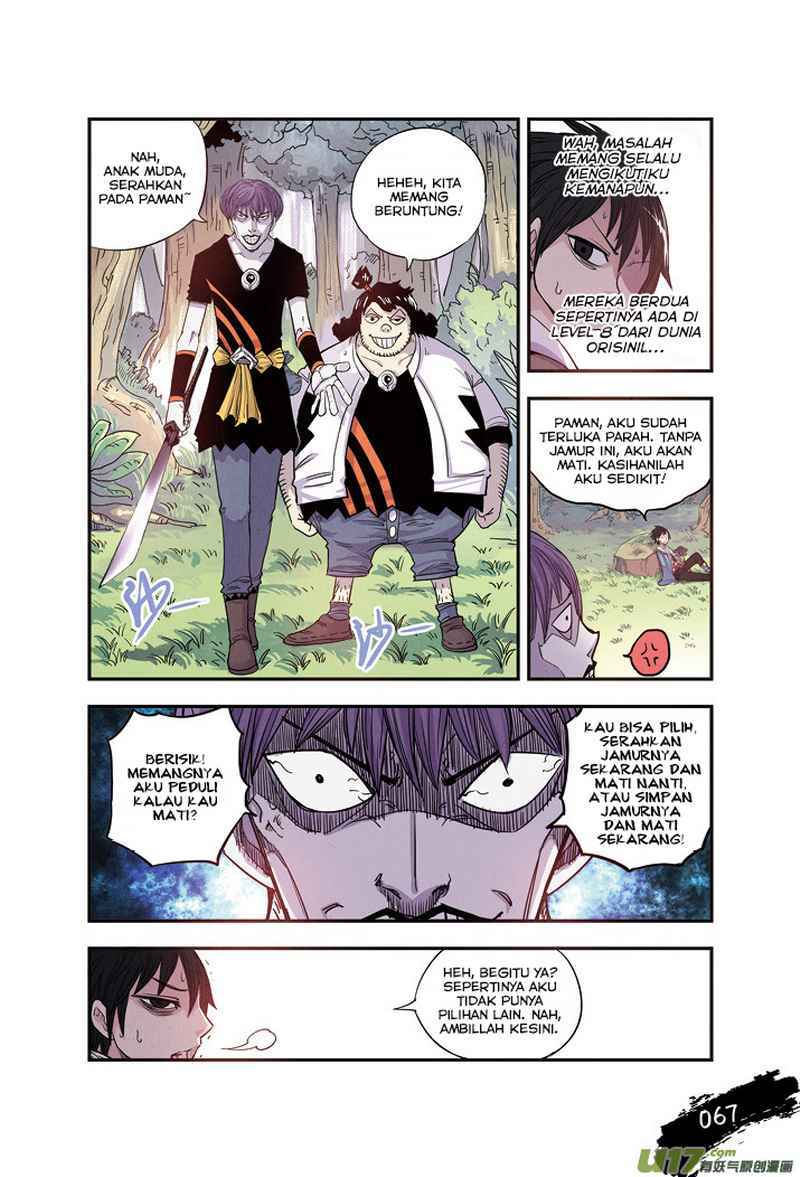 NAH,
ANAK MUDA,
SERAHKAN
PADA PAMAN~
HEHEH, KITA
MEMANG
BERUNTUNG!
沙
沙
WAH, MASALAH
MEMANG SELALU
MENGIKUTIKU
KEMANAPUN...
MEREKA BERDUA
SEPERTINYA ADA DI
LEVEL-8 DARI DUNIA
ORISINIL...
PAMAN, AKU SUDAH
TERLUKA PARAH. TANPA
JAMUR INI, AKU AKAN
MATI. KASIHANILAH
AKU SEDIKIT!
BERISIK!
MEMANGNYA
AKU PEDULI
KALAU KAU
MATI?
KAU BISA PILIH,
SERAHKAN
JAMURNYA
SEKARANG DAN
MATI NANTI,
ATAU SIMPAN
JAMURNYA
DAN MATI
SEKARANG!
HEH, BEGITU YA?
SEPERTINYA AKU
TIDAK PUNYA
PILIHAN LAIN. NAH,
AMBILLAH KESINI.
067
U17.com
有妖气原创漫画